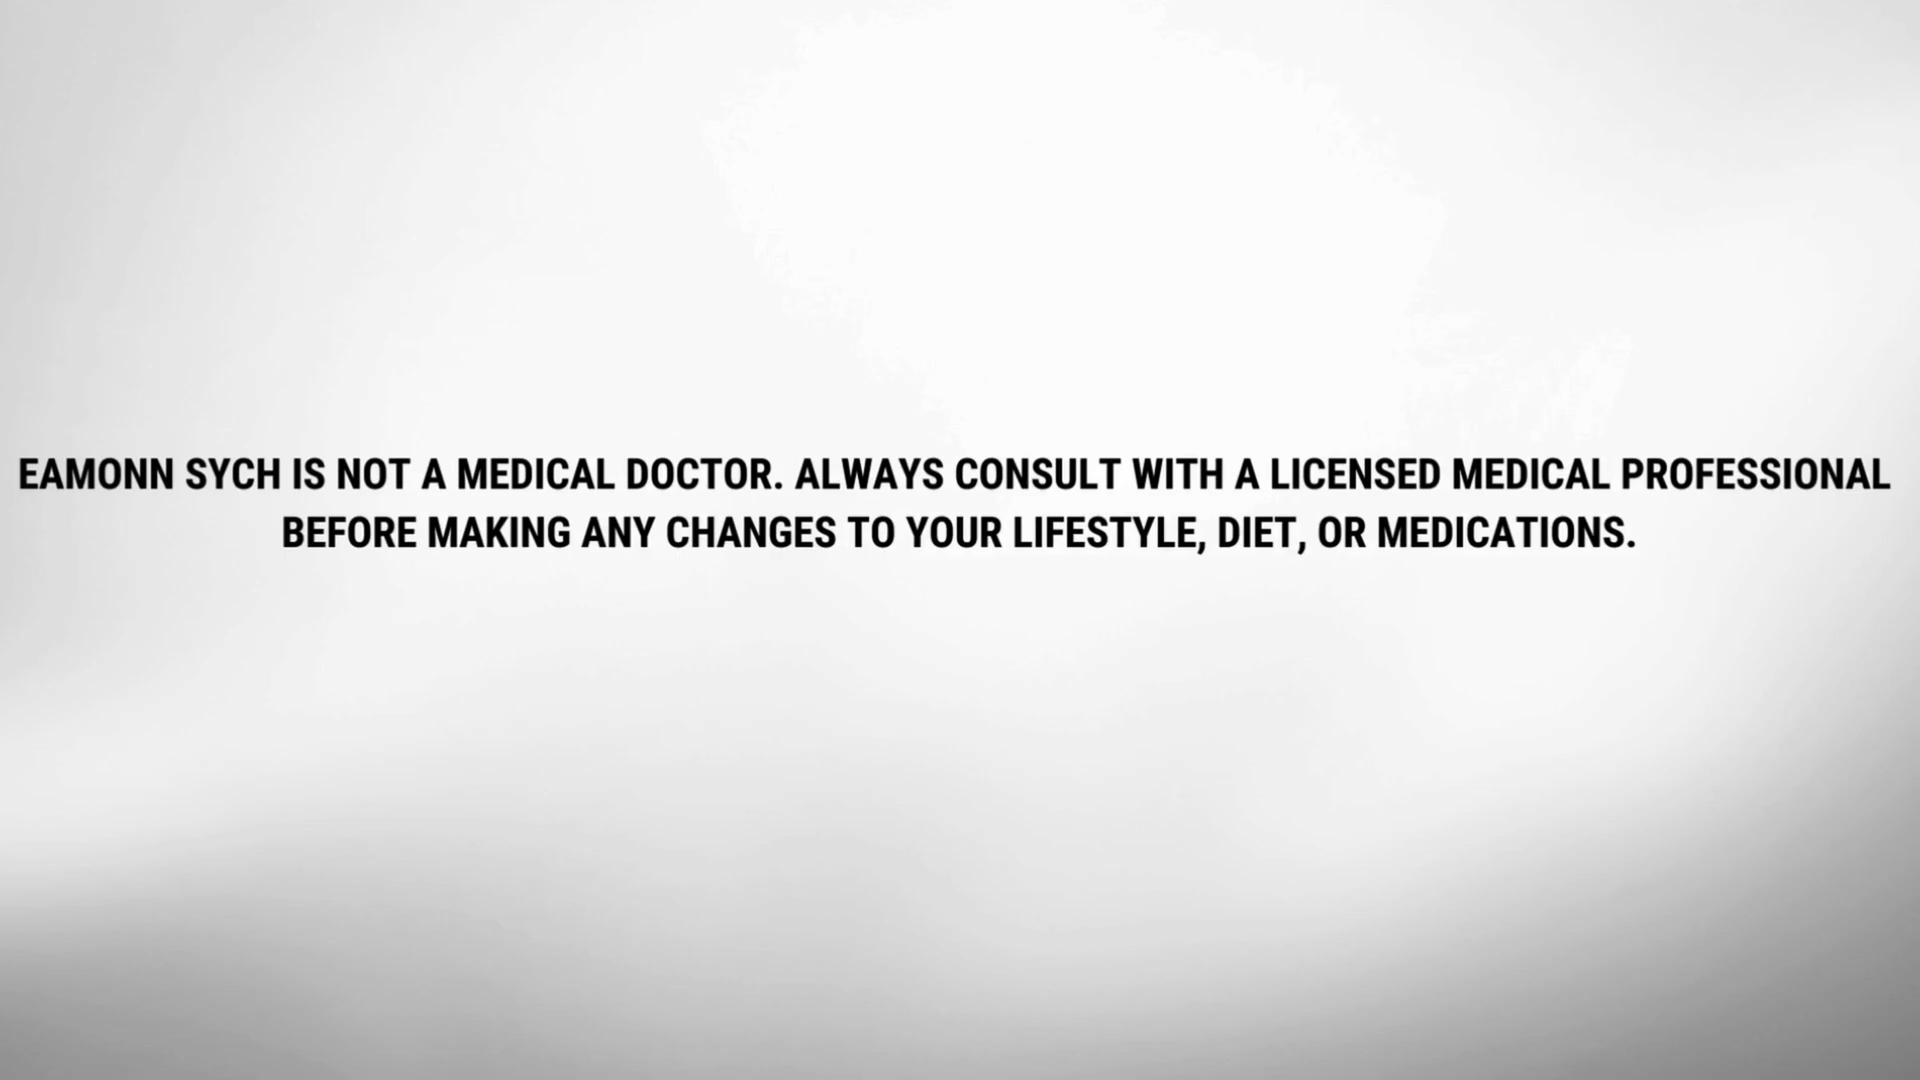 EAMONN SYCH IS NOT A MEDICAL DOCTOR. ALWAYS CONSULT WITH A LICENSED MEDICAL PROFESSIONAL
BEFORE MAKING ANY CHANGES TO YOUR LIFESTYLE, DIET, OR MEDICATIONS.